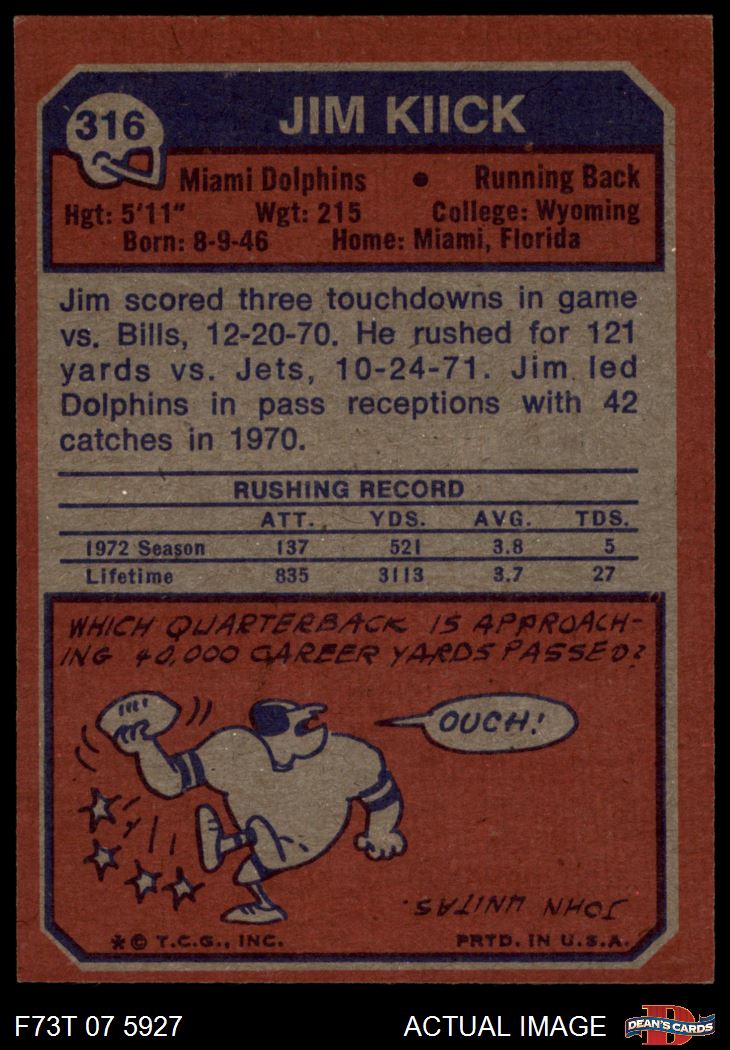 316
JIM KIICK
Miami Dolphins • Running Back
Hgt: 5'11" Wgt: 215 College: Wyoming
Born: 8-9-46 Home: Miami, Florida
Jim scored three touchdowns in game
vs. Bills, 12-20-70. He rushed for 121
yards vs. Jets, 10-24-71. Jim led
Dolphins in pass receptions with 42
catches in 1970.
RUSHING RECORD
ATT. YDS. AVG. TDS.
1972 Season 137 521 3.8 5
Lifetime 835 3113 3.7 27
WHICH QUARTERBACK IS APPROACH-
ING 40,000 CAREER YARDS PASSED?
OUCH!
JOHN UNITAS.
* © T.C.G., INC. PRTD. IN U.S.A.
F73T 07 5927 ACTUAL IMAGE
D
DEAN'S CARDS